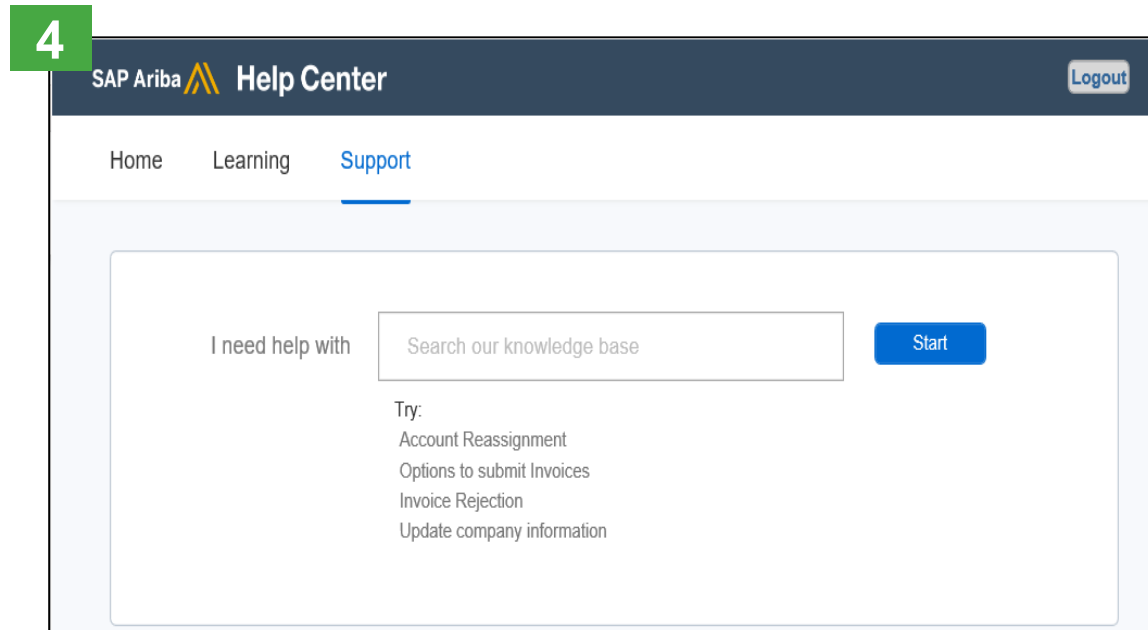 4
SAP Ariba Help Center
Logout
Home Learning Support
I need help with Search our knowledge base Start
Try:
Account Reassignment
Options to submit Invoices
Invoice Rejection
Update company information